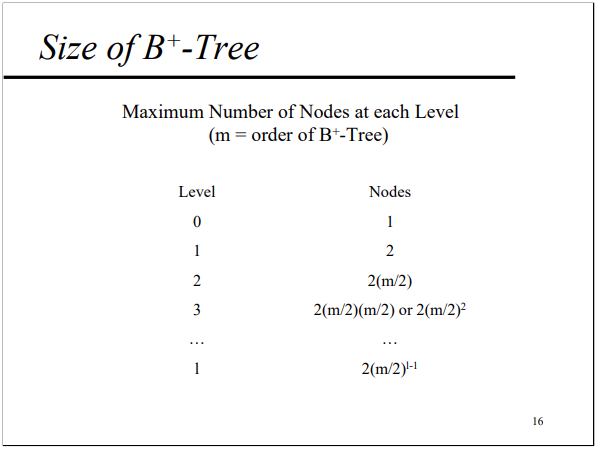 Size of B⁺-Tree
Maximum Number of Nodes at each Level
(m = order of B⁺-Tree)
Level Nodes
0 1
1 2
2 2(m/2)
3 2(m/2)(m/2) or 2(m/2)²
… …
l 2(m/2)ˡ⁻¹
16